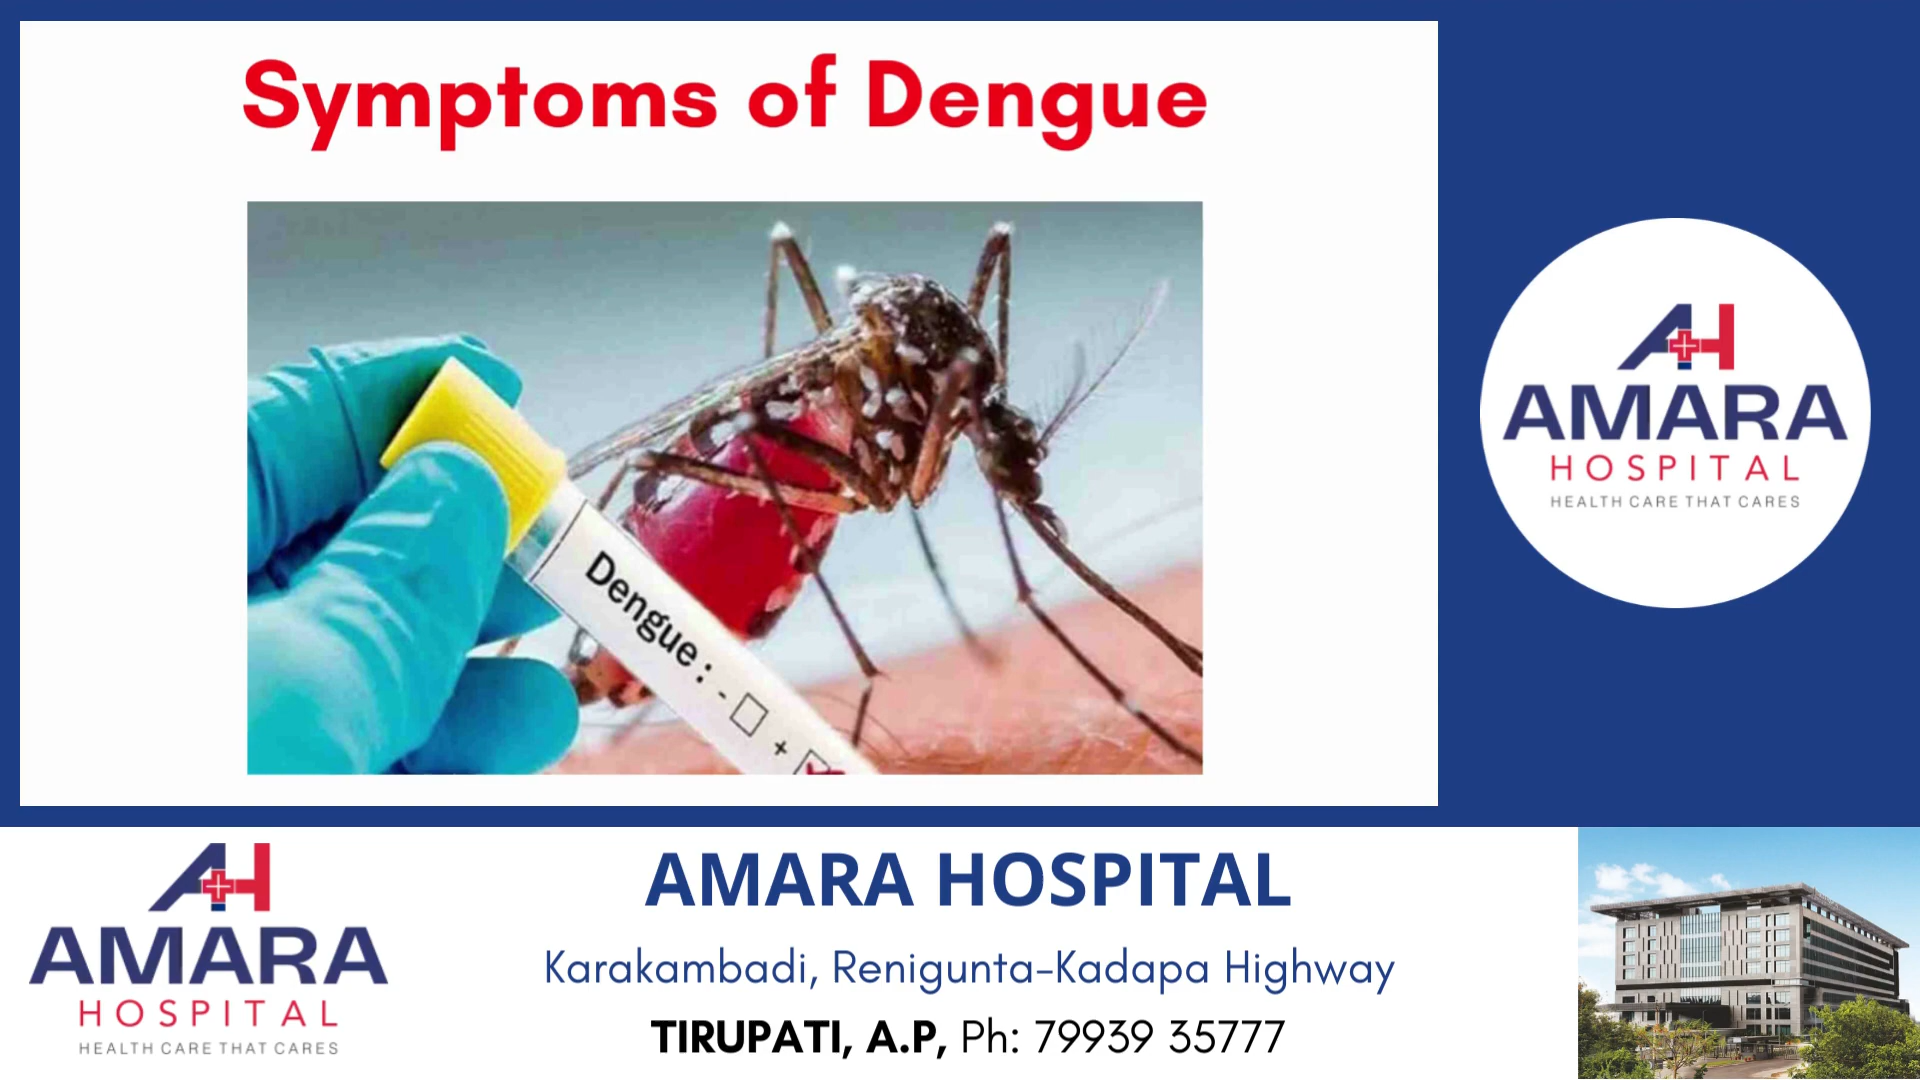 Symptoms of Dengue
Dengue : - +
AMARA
HOSPITAL
HEALTH CARE THAT CARES
AMARA
HOSPITAL
HEALTH CARE THAT CARES
AMARA HOSPITAL
Karakambadi, Renigunta-Kadapa Highway
TIRUPATI, A.P, Ph: 79939 35777